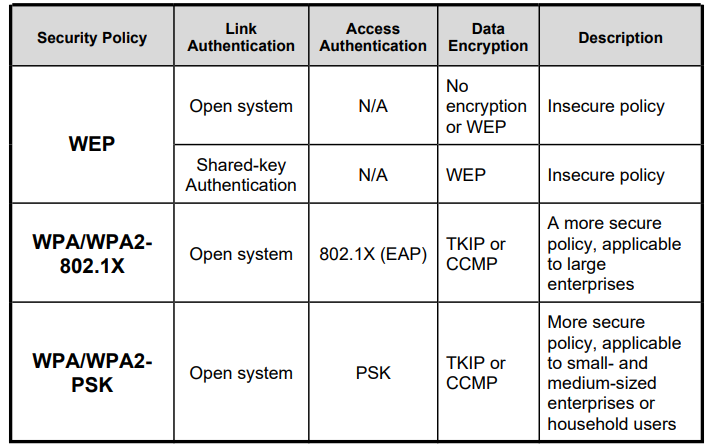 Security Policy
Link
Authentication
Access
Authentication
Data
Encryption
Description
WEP
Open system
N/A
No
encryption
or WEP
Insecure policy
Shared-key
Authentication
N/A
WEP
Insecure policy
WPA/WPA2-
802.1X
Open system
802.1X (EAP)
TKIP or
CCMP
A more secure
policy, applicable
to large
enterprises
WPA/WPA2-
PSK
Open system
PSK
TKIP or
CCMP
More secure
policy, applicable
to small- and
medium-sized
enterprises or
household users